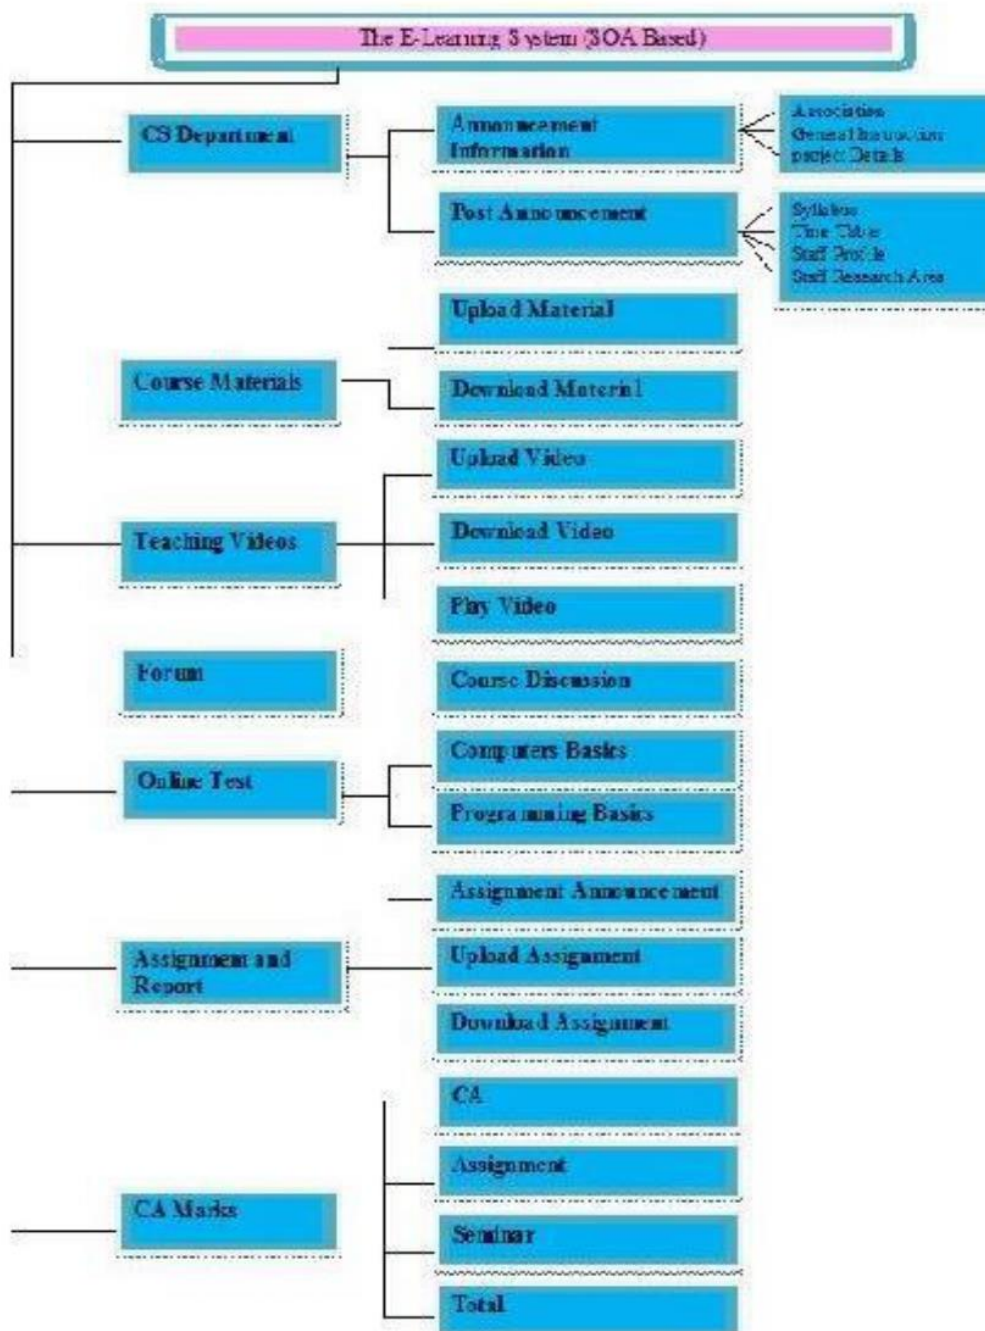 The E-Learning System (SOA Based)
CS Department
Announcement
Information
Association
General Instruction
project Details
Post Announcement
Syllabus
Time Table
Staff Profile
Staff Research Area
Upload Material
Course Materials
Download Material
Upload Video
Teaching Videos
Download Video
Play Video
Forum
Course Discussion
Online Test
Computers Basics
Programming Basics
Assignment Announcement
Assignment and
Report
Upload Assignment
Download Assignment
CA
Assignment
CA Marks
Seminar
Total